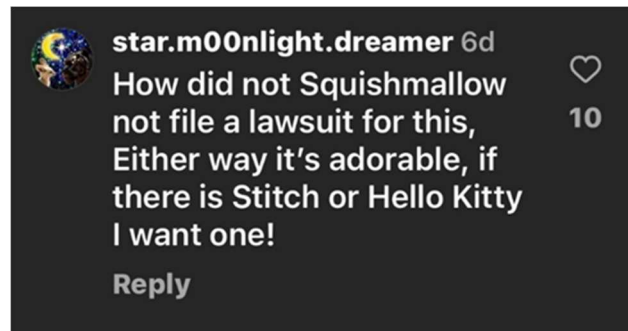 star.m00nlight.dreamer 6d
How did not Squishmallow
not file a lawsuit for this,
Either way it's adorable, if
there is Stitch or Hello Kitty
I want one!
10
Reply